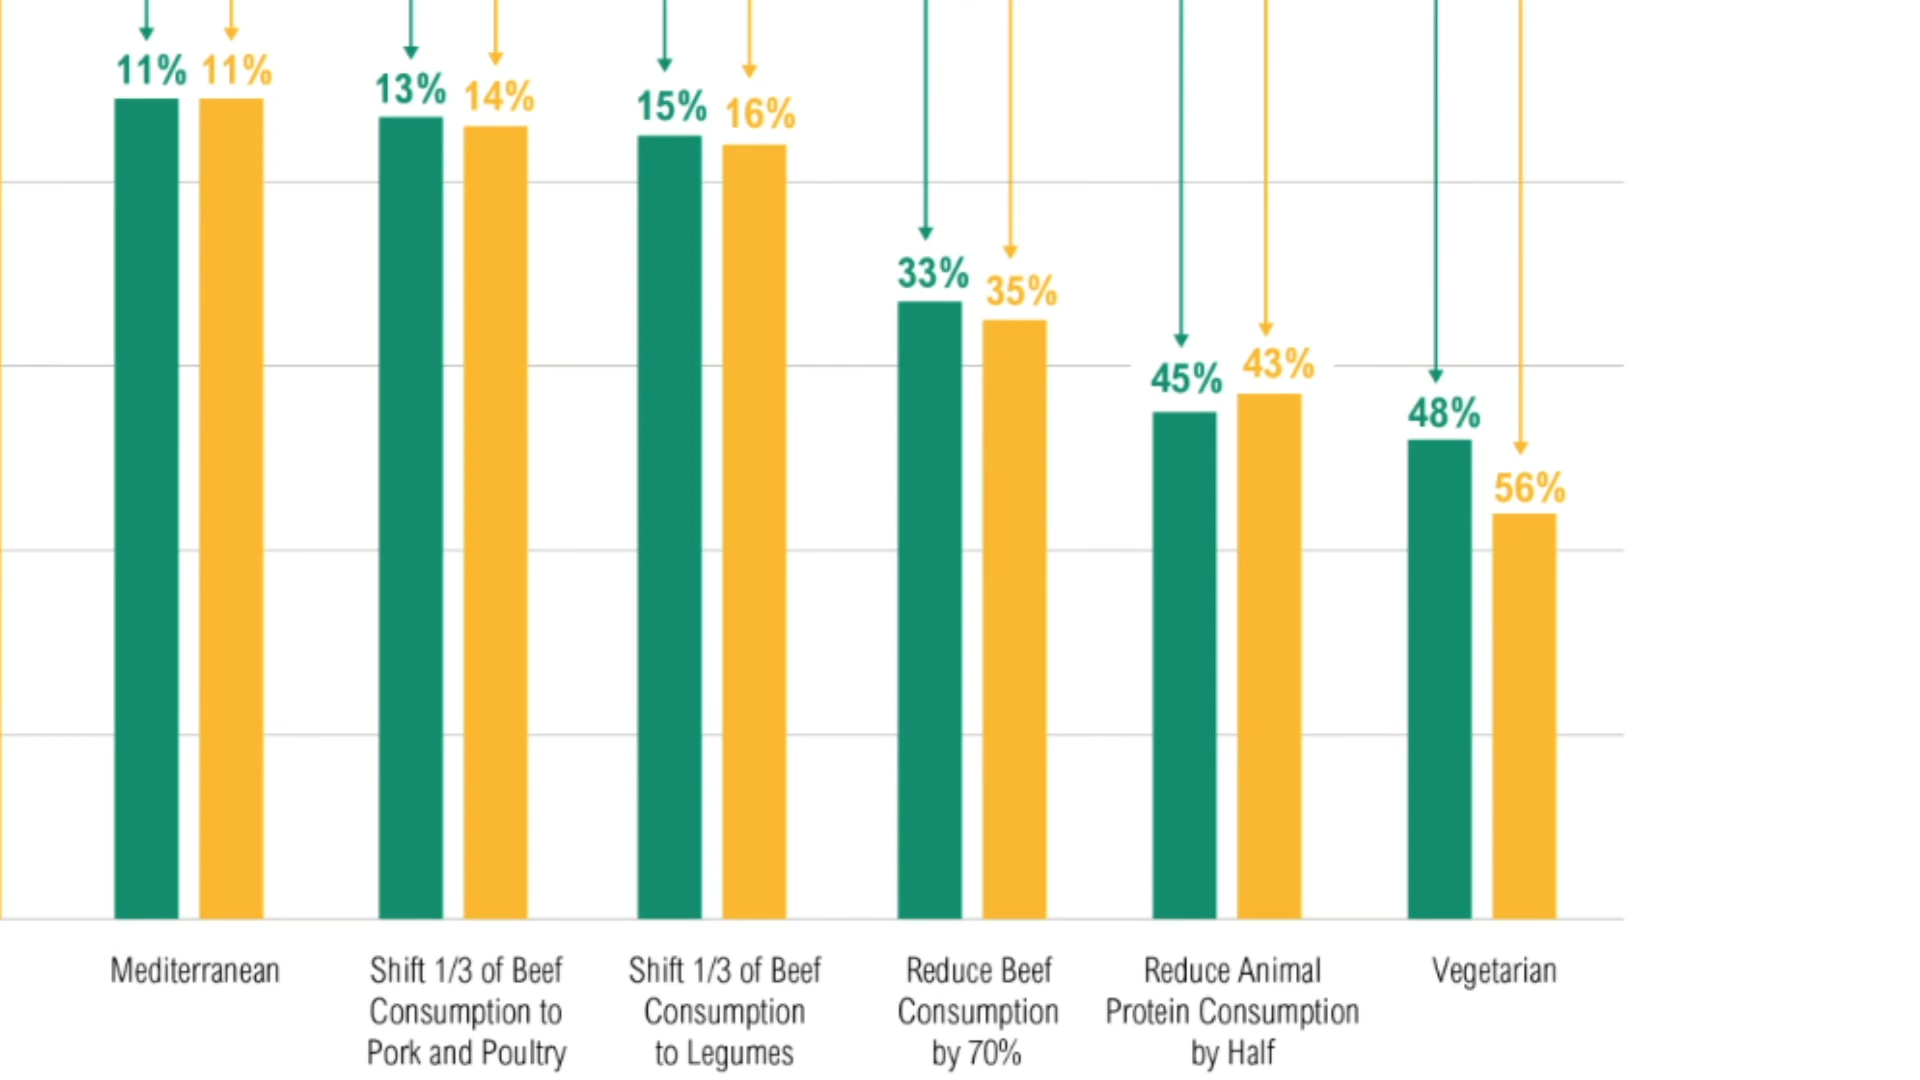 11% 11%
13% 14%
15% 16%
33% 35%
45% 43%
48% 56%
Mediterranean
Shift 1/3 of Beef
Consumption to
Pork and Poultry
Shift 1/3 of Beef
Consumption
to Legumes
Reduce Beef
Consumption
by 70%
Reduce Animal
Protein Consumption
by Half
Vegetarian